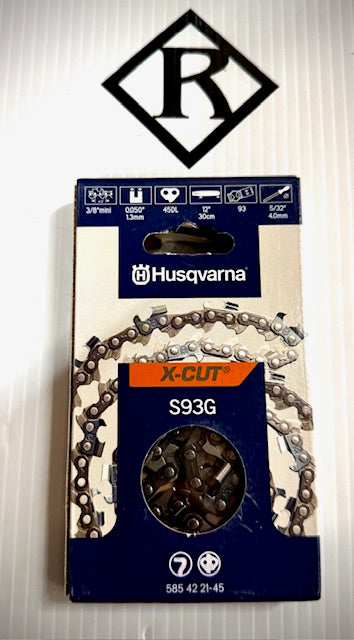 R
3/8"mini 0.050" 450L 12" 93 5/32"
1.3mm 30cm 4.0mm
Husqvarna
X-CUT®
S93G
585 42 21-45